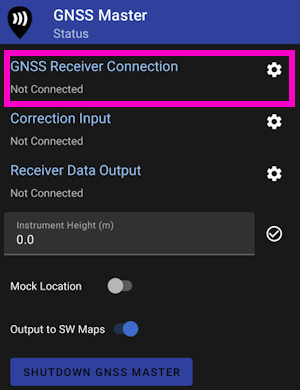 GNSS Master
Status
GNSS Receiver Connection
Not Connected
Correction Input
Not Connected
Receiver Data Output
Not Connected
Instrument Height (m)
0.0
Mock Location
Output to SW Maps
SHUTDOWN GNSS MASTER